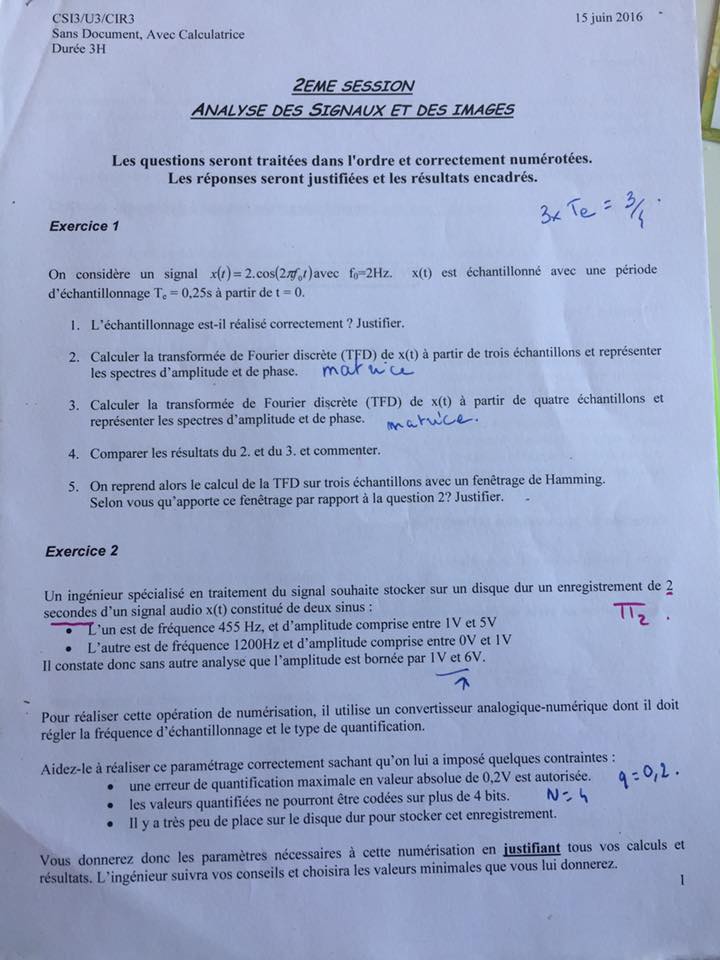 CSI3/U3/CIR3
15 juin 2016
Sans Document, Avec Calculatrice
Durée 3H
2EME SESSION
ANALYSE DES SIGNAUX ET DES IMAGES
Les questions seront traitées dans l'ordre et correctement numérotées.
Les réponses seront justifiées et les résultats encadrés.
3x Te = 3/4
Exercice 1
On considère un signal x(t) = 2.cos(2πf₀t) avec f₀=2Hz. x(t) est échantillonné avec une période
d'échantillonnage Tₑ = 0,25s à partir de t = 0.
1. L'échantillonnage est-il réalisé correctement ? Justifier.
2. Calculer la transformée de Fourier discrète (TFD) de x(t) à partir de trois échantillons et représenter
les spectres d'amplitude et de phase. matrice
3. Calculer la transformée de Fourier discrète (TFD) de x(t) à partir de quatre échantillons et
représenter les spectres d'amplitude et de phase. matrice.
4. Comparer les résultats du 2. et du 3. et commenter.
5. On reprend alors le calcul de la TFD sur trois échantillons avec un fenêtrage de Hamming.
Selon vous qu'apporte ce fenêtrage par rapport à la question 2? Justifier.
Exercice 2
Un ingénieur spécialisé en traitement du signal souhaite stocker sur un disque dur un enregistrement de 2
secondes d'un signal audio x(t) constitué de deux sinus :
Π₂
• L'un est de fréquence 455 Hz, et d'amplitude comprise entre 1V et 5V
• L'autre est de fréquence 1200Hz et d'amplitude comprise entre 0V et 1V
Il constate donc sans autre analyse que l'amplitude est bornée par 1V et 6V.
Pour réaliser cette opération de numérisation, il utilise un convertisseur analogique-numérique dont il doit
régler la fréquence d'échantillonnage et le type de quantification.
Aidez-le à réaliser ce paramétrage correctement sachant qu'on lui a imposé quelques contraintes :
• une erreur de quantification maximale en valeur absolue de 0,2V est autorisée. q = 0,2.
• les valeurs quantifiées ne pourront être codées sur plus de 4 bits. N = 4
• Il y a très peu de place sur le disque dur pour stocker cet enregistrement.
Vous donnerez donc les paramètres nécessaires à cette numérisation en justifiant tous vos calculs et
résultats. L'ingénieur suivra vos conseils et choisira les valeurs minimales que vous lui donnerez.
1